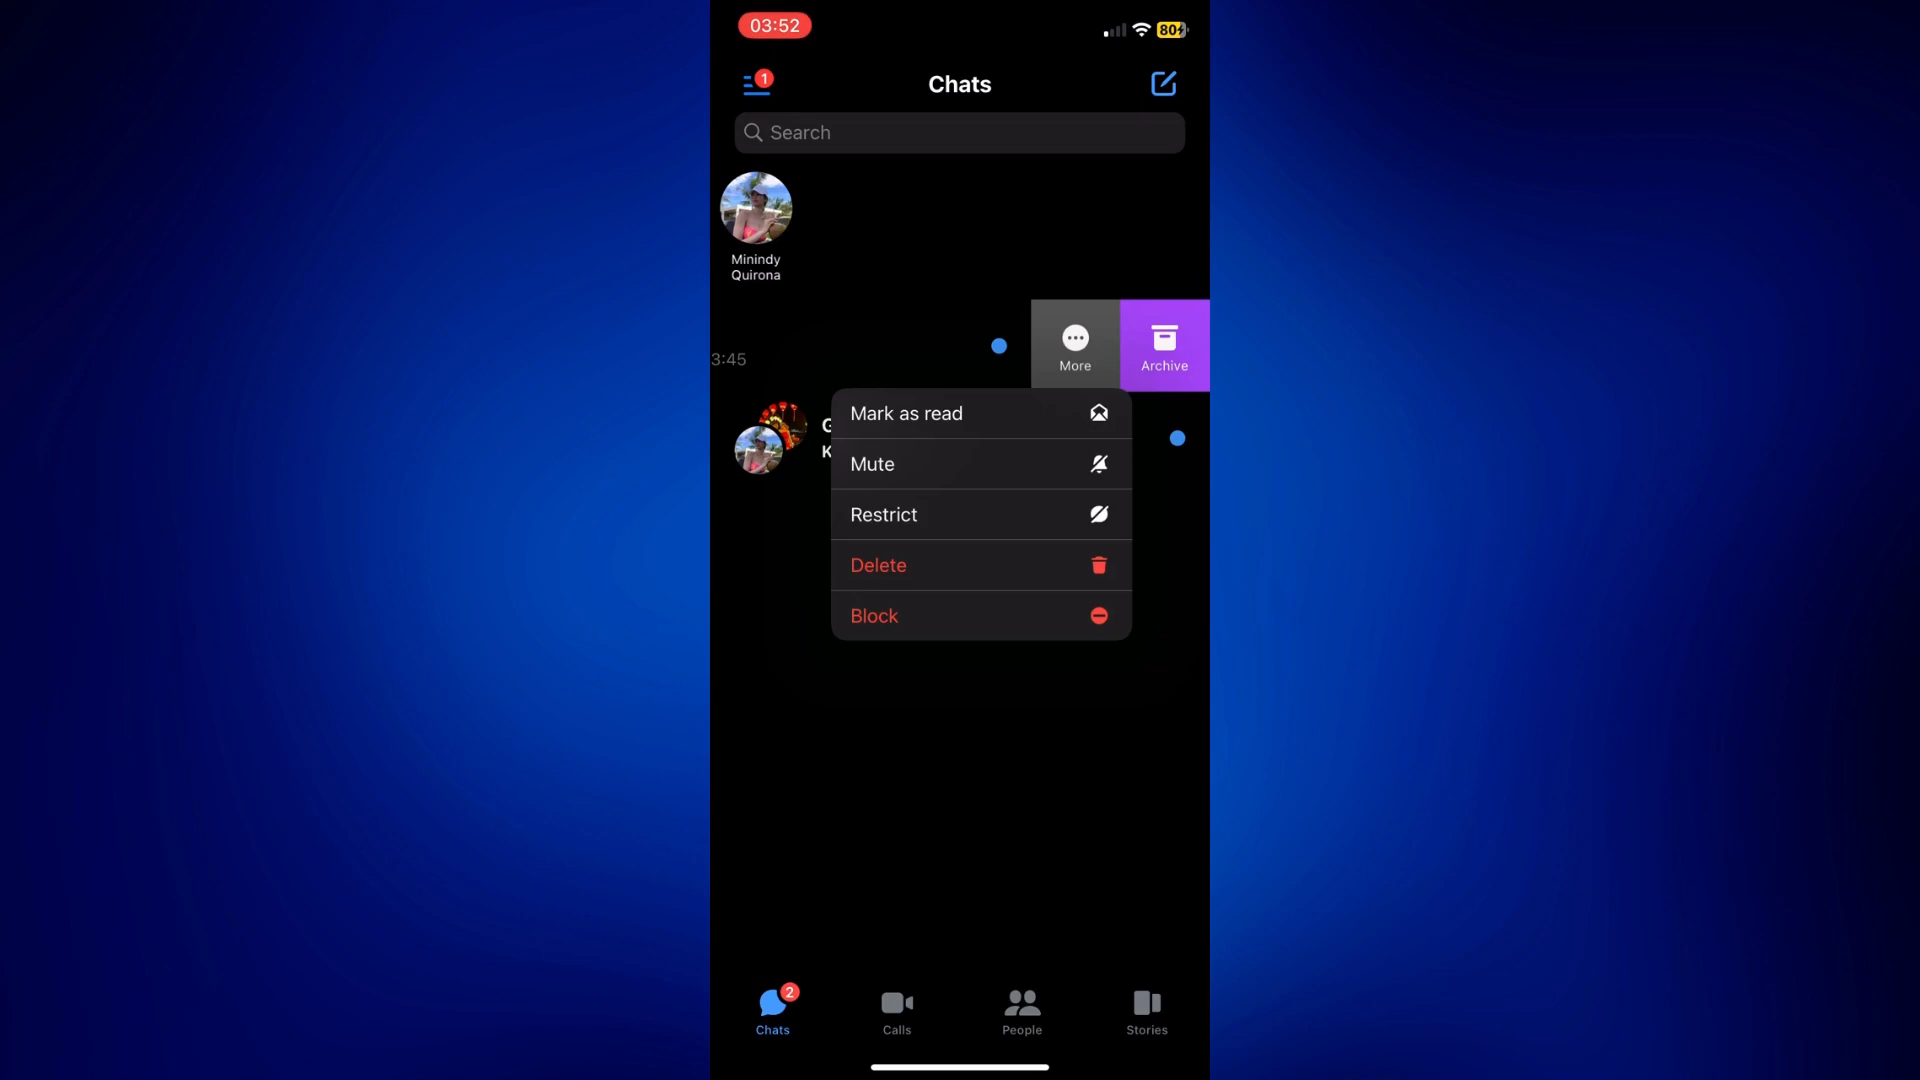 03:52
80
1
Chats
Search
Minindy
Quirona
3:45
More
Archive
Mark as read
G
K
Mute
Restrict
Delete
Block
2
Chats
Calls
People
Stories